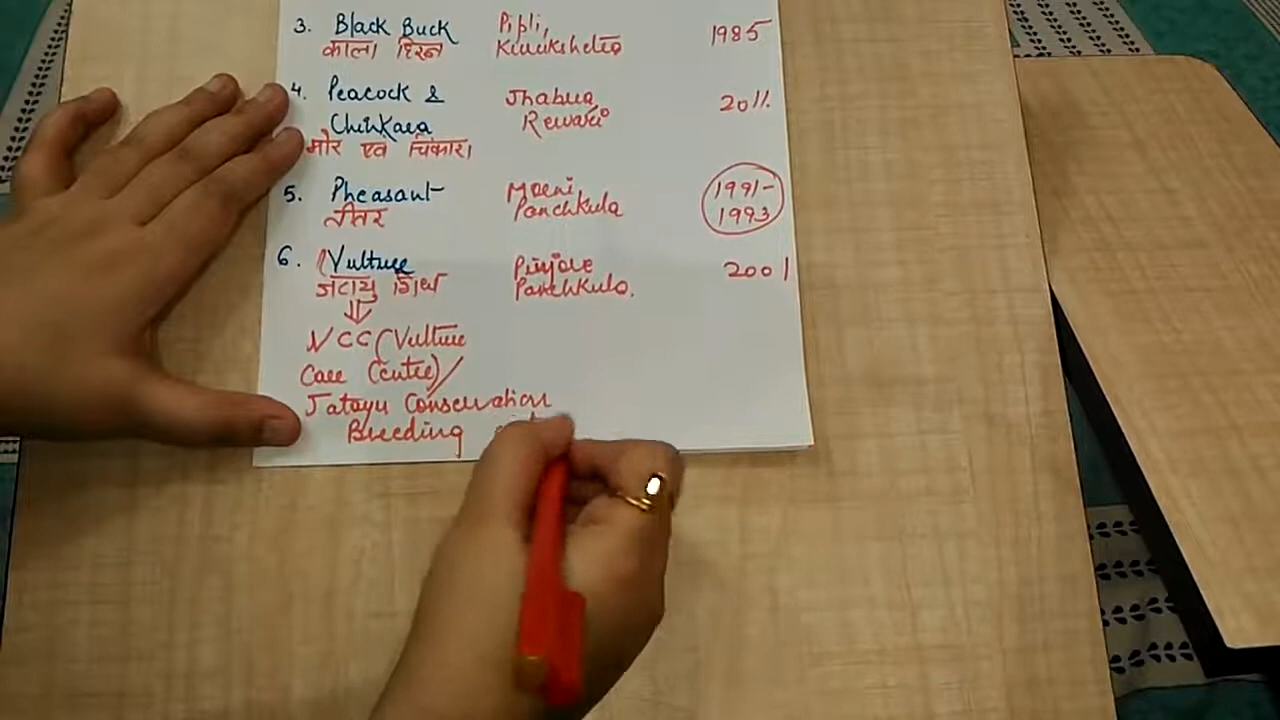 3. Black Buck Pipli, 1985
काला हिरन Kurukshetra
4. Peacock & Jhabua 2011.
Chinkara Rewari
मोर एवं चिंकारा
5. Pheasant Morni 1991-
तीतर Panchkula 1993
6. Vulture Pinjore 2001
जटायु गिद्ध Panchkula.
VCC (Vulture
Care Centre)/
Jatayu Conservation
Breeding